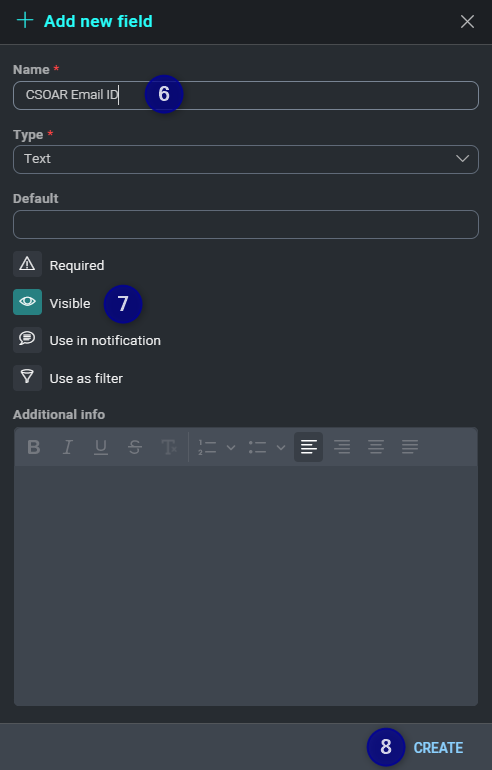 Add new field
Name *
CSOAR Email ID 6
Type *
Text
Default
Required
Visible 7
Use in notification
Use as filter
Additional info
B I U S Tx
8 CREATE